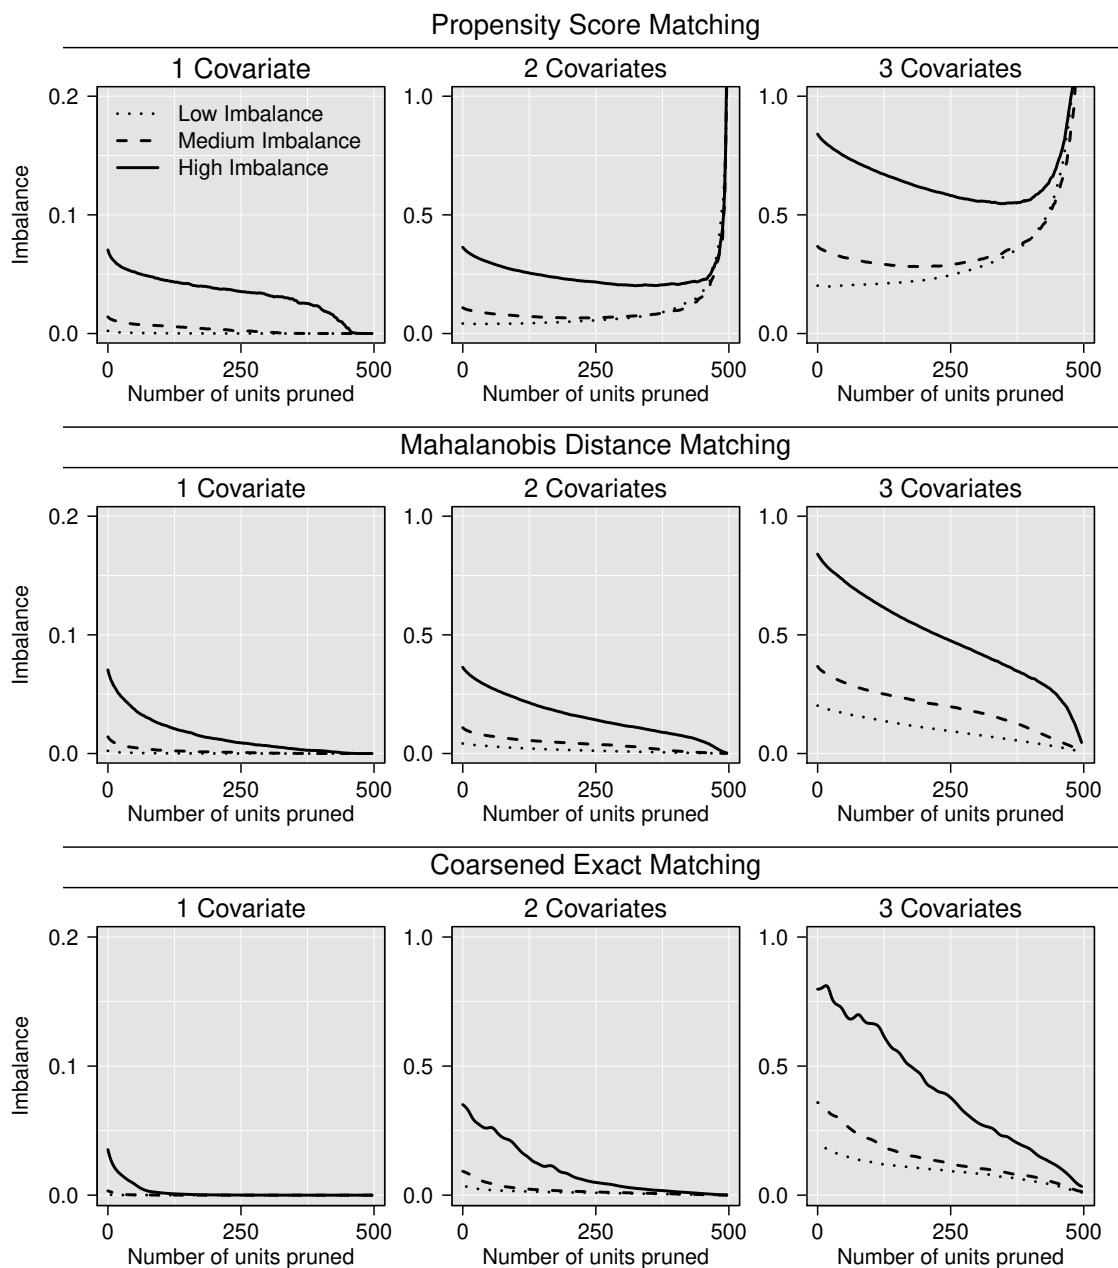 Propensity Score Matching
1 Covariate
2 Covariates
3 Covariates
Imbalance
0.2
0.1
0.0
Low Imbalance
Medium Imbalance
High Imbalance
0 250 500
Number of units pruned
1.0
0.5
0.0
0 250 500
Number of units pruned
1.0
0.5
0.0
0 250 500
Number of units pruned
Mahalanobis Distance Matching
1 Covariate
2 Covariates
3 Covariates
Imbalance
0.2
0.1
0.0
0 250 500
Number of units pruned
1.0
0.5
0.0
0 250 500
Number of units pruned
1.0
0.5
0.0
0 250 500
Number of units pruned
Coarsened Exact Matching
1 Covariate
2 Covariates
3 Covariates
Imbalance
0.2
0.1
0.0
0 250 500
Number of units pruned
1.0
0.5
0.0
0 250 500
Number of units pruned
1.0
0.5
0.0
0 250 500
Number of units pruned